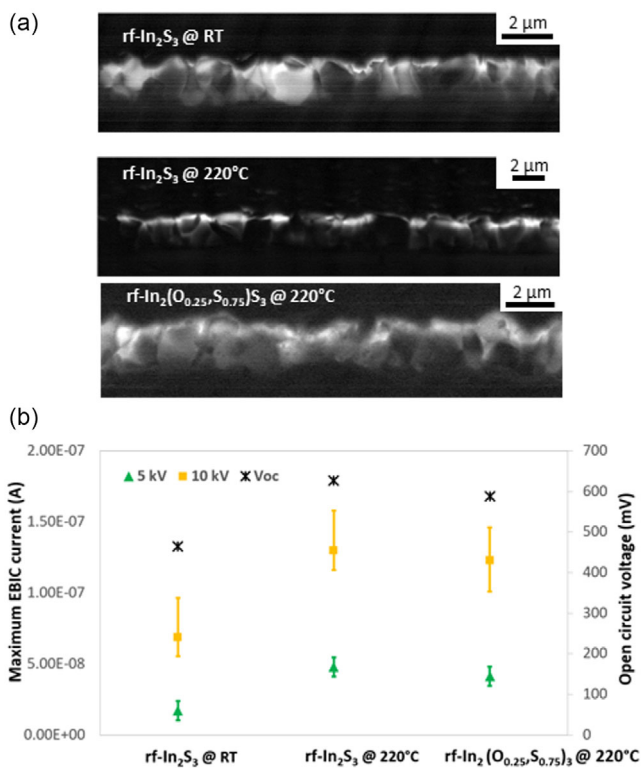 (a)
rf-In₂S₃ @ RT
2 µm
rf-In₂S₃ @ 220°C
2 µm
rf-In₂(O₀.₂₅,S₀.₇₅)S₃ @ 220°C
2 µm
(b)
2.00E-07
1.50E-07
1.00E-07
5.00E-08
0.00E+00
Maximum EBIC current (A)
5 kV
10 kV
Voc
700
600
500
400
300
200
100
0
Open circuit voltage (mV)
rf-In₂S₃ @ RT
rf-In₂S₃ @ 220°C
rf-In₂ (O₀.₂₅,S₀.₇₅)₃ @ 220°C